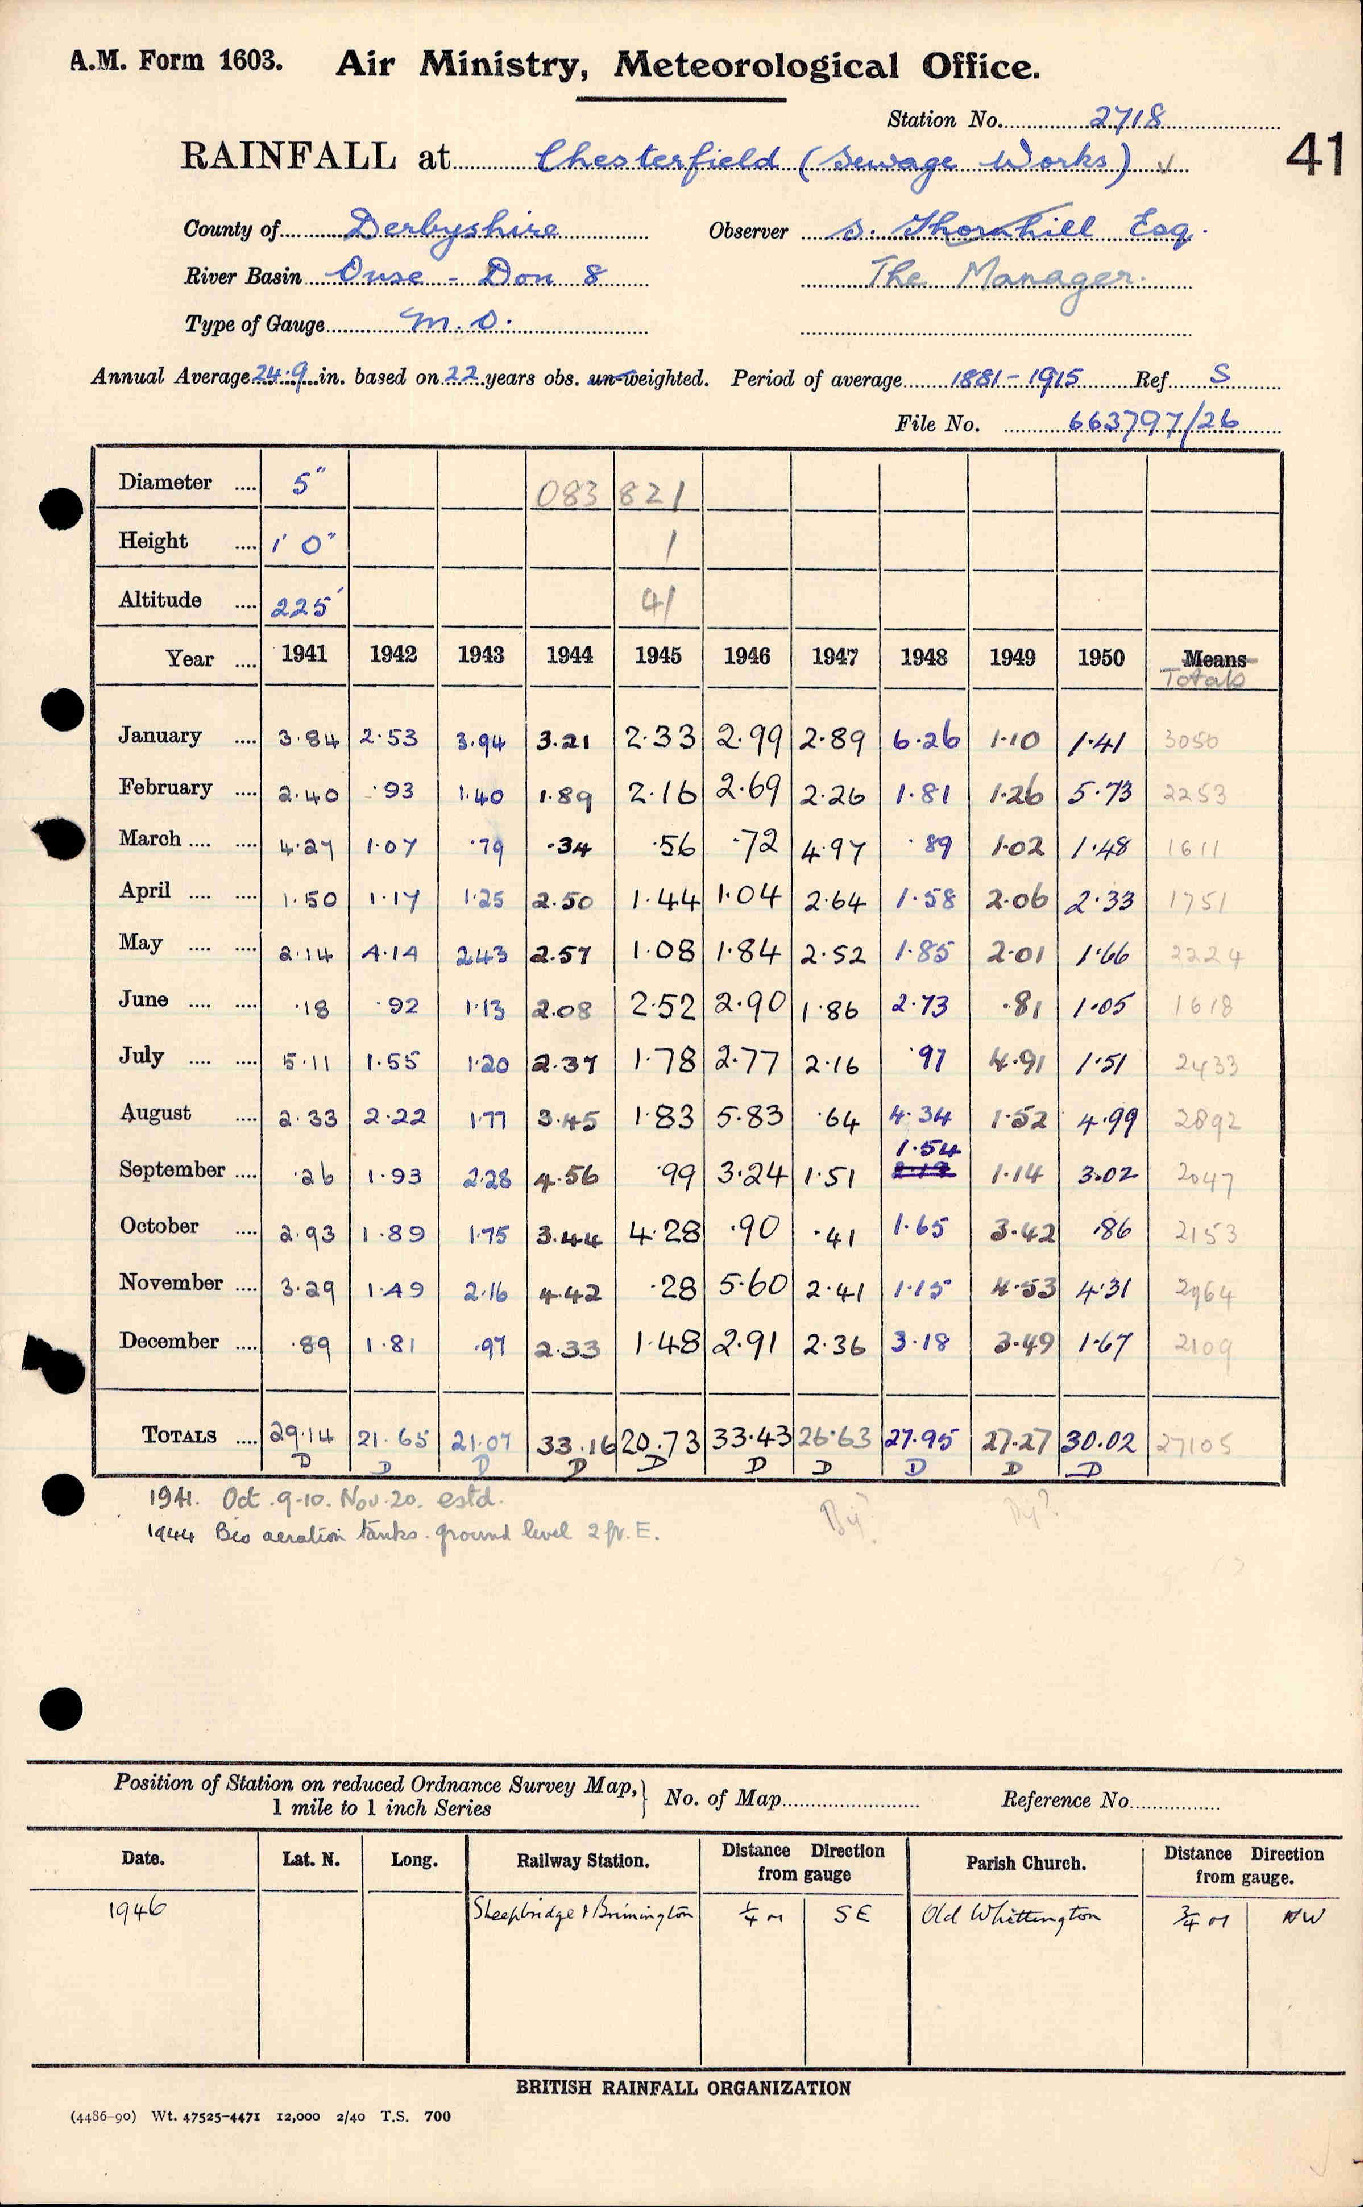 A.M. Form 1603. Air Ministry, Meteorological Office.
Station No. 2718
RAINFALL at Chesterfield (Sewage Works) ✓ 41
County of Derbyshire Observer S. Thornhill Esq.
River Basin Ouse - Don 8 The Manager.
Type of Gauge M.O.
Annual Average 24.9 in. based on 22 years obs. un-weighted. Period of average 1881-1915 Ref S
File No. 663797/26
Diameter .... 5" 083 821
Height .... 1' 0" 1
Altitude .... 225' 41
Year .... 1941 1942 1943 1944 1945 1946 1947 1948 1949 1950 Means
Totals
January .... 3.84 2.53 3.94 3.21 2.33 2.99 2.89 6.26 1.10 1.41 3050
February .... 2.40 .93 1.40 1.89 2.16 2.69 2.26 1.81 1.26 5.73 2253
March .... .... 4.27 1.07 .79 .34 .56 .72 4.97 .89 1.02 1.48 1611
April .... .... 1.50 1.17 1.25 2.50 1.44 1.04 2.64 1.58 2.06 2.33 1751
May .... .... 2.14 4.14 2.43 2.57 1.08 1.84 2.52 1.85 2.01 1.66 2224
June .... .... .18 .92 1.13 2.08 2.52 2.90 1.86 2.73 .81 1.05 1618
July .... .... 5.11 1.55 1.20 2.37 1.78 2.77 2.16 .97 4.91 1.51 2433
August .... 2.33 2.22 1.77 3.45 1.83 5.83 .64 4.34 1.52 4.99 2892
September .... .26 1.93 2.28 4.56 .99 3.24 1.51 1.54 1.14 3.02 2047
October .... 2.93 1.89 1.75 3.44 4.28 .90 .41 1.65 3.42 .86 2153
November .... 3.29 1.49 2.16 4.42 .28 5.60 2.41 1.15 4.53 4.31 2964
December .... .89 1.81 .97 2.33 1.48 2.91 2.36 3.18 3.49 1.67 2109
TOTALS .... 29.14 21.65 21.07 33.16 20.73 33.43 26.63 27.95 27.27 30.02 27105
D D D D D D D D D D
1941. Oct. 9-10. Nov. 20. estd.
1944 Bio aeration tanks. ground level 2 ft. E.
Position of Station on reduced Ordnance Survey Map,
1 mile to 1 inch Series
No. of Map Reference No.
Date. Lat. N. Long. Railway Station. Distance Direction from gauge Parish Church. Distance Direction from gauge.
1946 Sheepbridge & Brimington ¼ m SE Old Whittington ¾ m NW
BRITISH RAINFALL ORGANIZATION
(4486-90) Wt. 47525-4471 12,000 2/40 T.S. 700